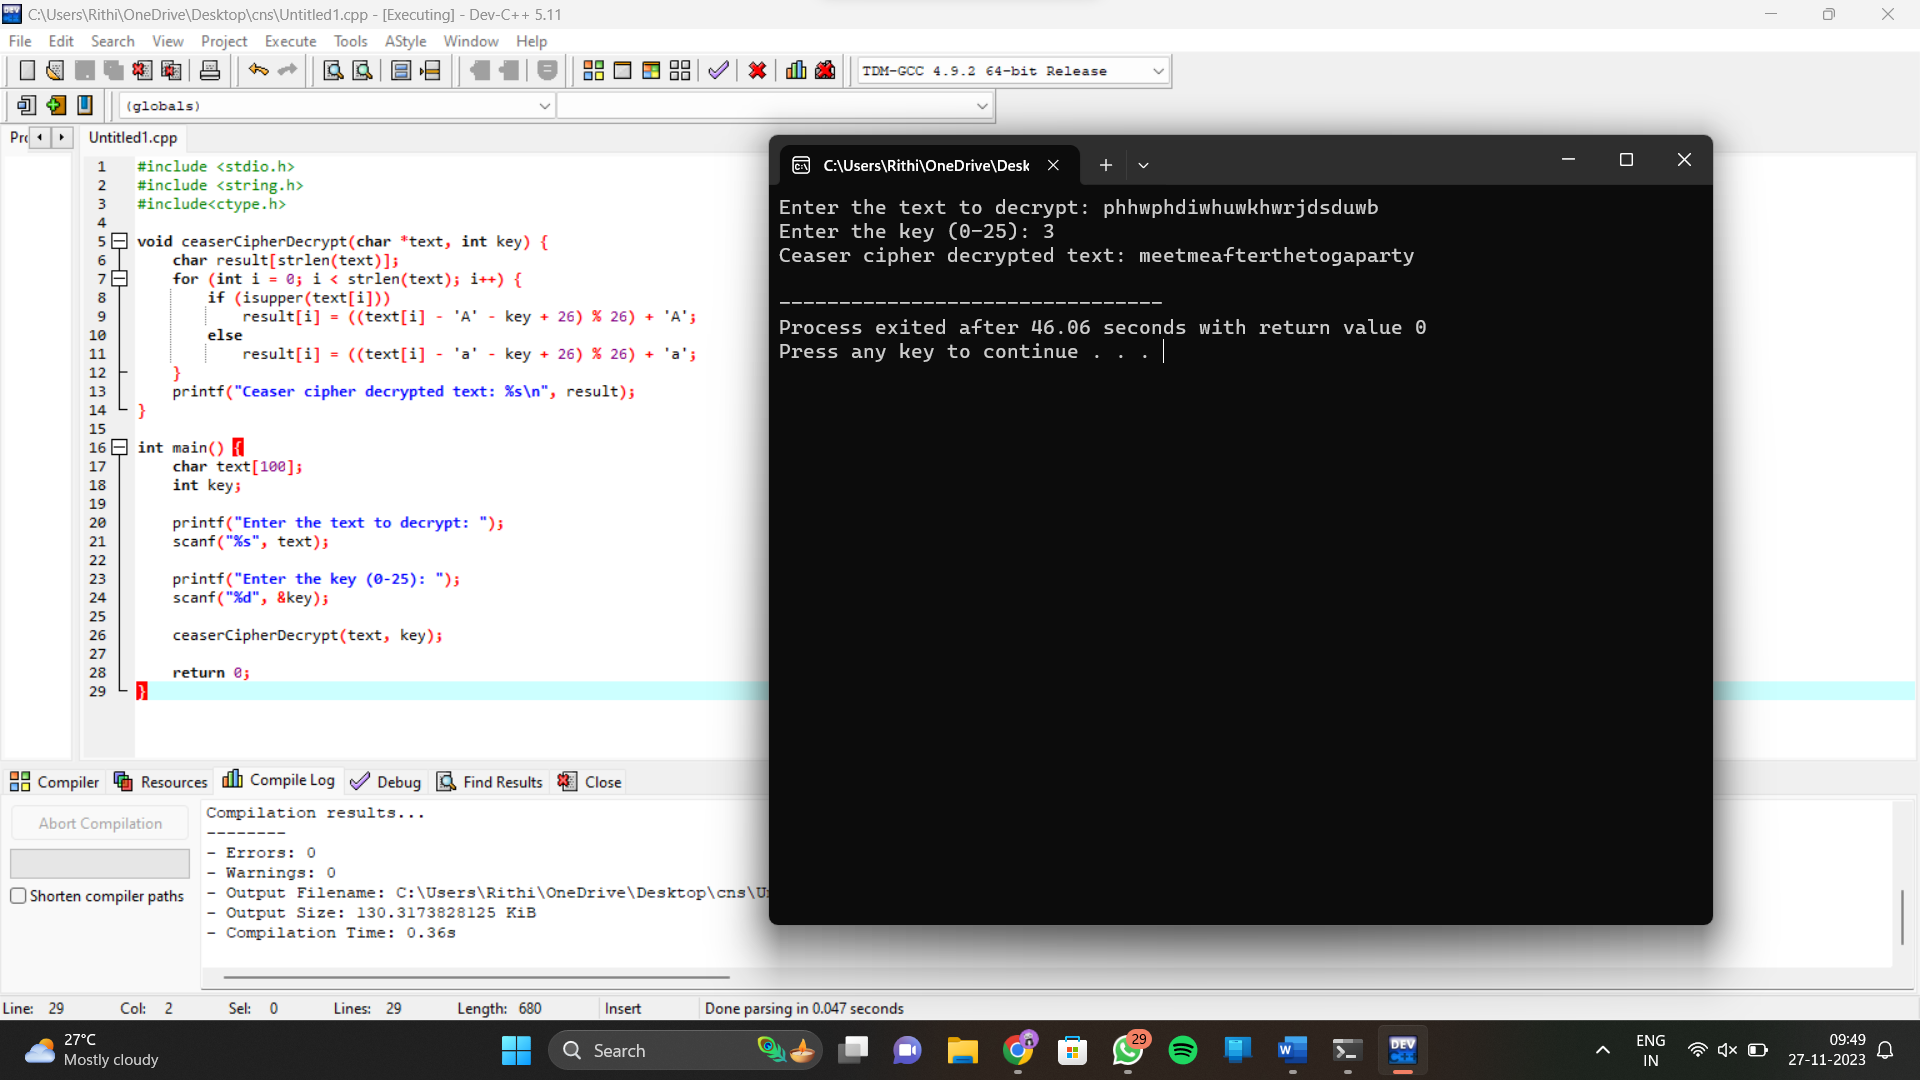 C:\Users\Rithi\OneDrive\Desktop\cns\Untitled1.cpp - [Executing] - Dev-C++ 5.11
File Edit Search View Project Execute Tools AStyle Window Help
TDM-GCC 4.9.2 64-bit Release
(globals)
Untitled1.cpp
1 #include <stdio.h>
2 #include <string.h>
3 #include<ctype.h>
4
5 void ceaserCipherDecrypt(char *text, int key) {
6 char result[strlen(text)];
7 for (int i = 0; i < strlen(text); i++) {
8 if (isupper(text[i]))
9 result[i] = ((text[i] - 'A' - key + 26) % 26) + 'A';
10 else
11 result[i] = ((text[i] - 'a' - key + 26) % 26) + 'a';
12 }
13 printf("Ceaser cipher decrypted text: %s\n", result);
14 }
15
16 int main() {
17 char text[100];
18 int key;
19
20 printf("Enter the text to decrypt: ");
21 scanf("%s", text);
22
23 printf("Enter the key (0-25): ");
24 scanf("%d", &key);
25
26 ceaserCipherDecrypt(text, key);
27
28 return 0;
29 }
C:\Users\Rithi\OneDrive\Desk
Enter the text to decrypt: phhwphdiwhuwkhwrjdsduwb
Enter the key (0-25): 3
Ceaser cipher decrypted text: meetmeafterthetogaparty
--------------------------------
Process exited after 46.06 seconds with return value 0
Press any key to continue . . .
Compiler Resources Compile Log Debug Find Results Close
Abort Compilation
Shorten compiler paths
Compilation results...
--------
- Errors: 0
- Warnings: 0
- Output Filename: C:\Users\Rithi\OneDrive\Desktop\cns\U
- Output Size: 130.3173828125 KiB
- Compilation Time: 0.36s
Line: 29 Col: 2 Sel: 0 Lines: 29 Length: 680 Insert Done parsing in 0.047 seconds
27°C
Mostly cloudy
Search
29
DEV
C++
ENG
IN
09:49
27-11-2023